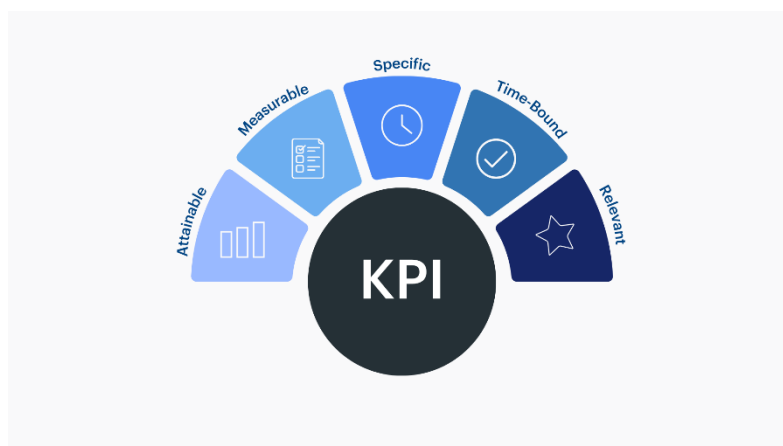 Attainable
Measurable
Specific
Time-Bound
Relevant
KPI